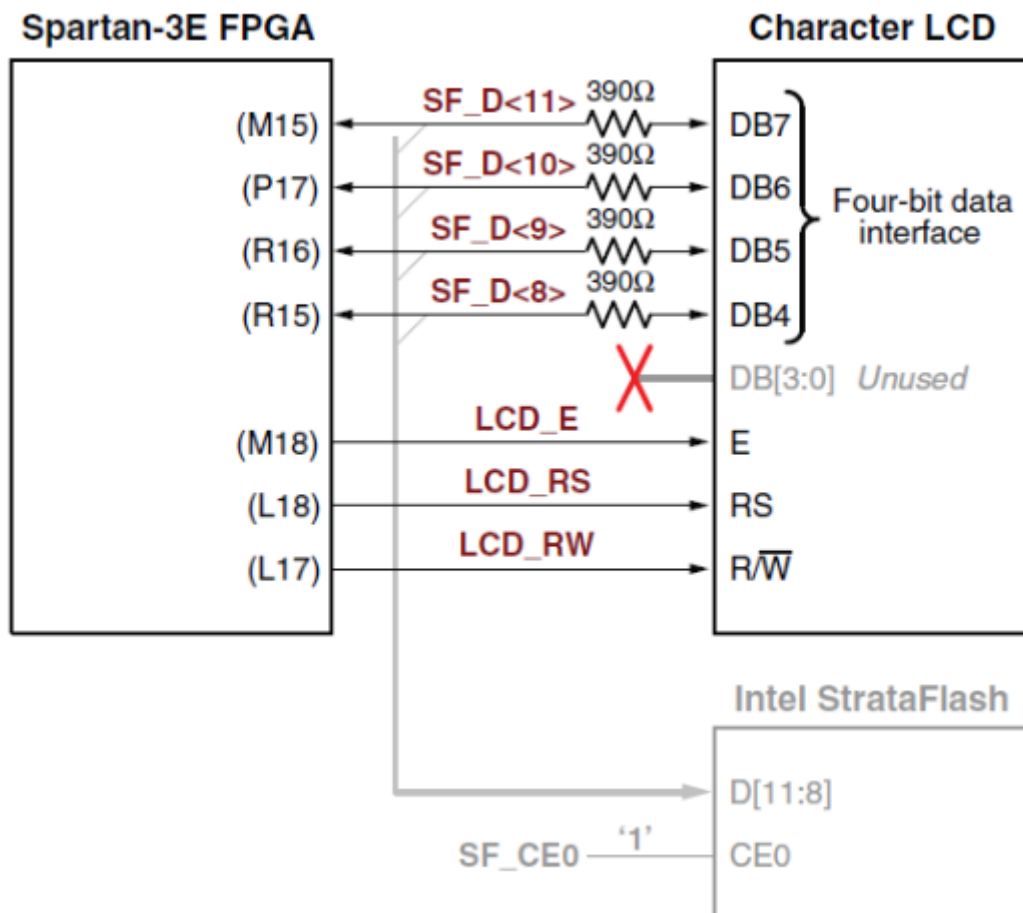 Spartan-3E FPGA
Character LCD
(M15) SF_D<11> 390Ω DB7
(P17) SF_D<10> 390Ω DB6
(R16) SF_D<9> 390Ω DB5
(R15) SF_D<8> 390Ω DB4
Four-bit data
interface
DB[3:0] Unused
(M18) LCD_E E
(L18) LCD_RS RS
(L17) LCD_RW R/W̅
Intel StrataFlash
D[11:8]
SF_CE0 ‘1’ CE0